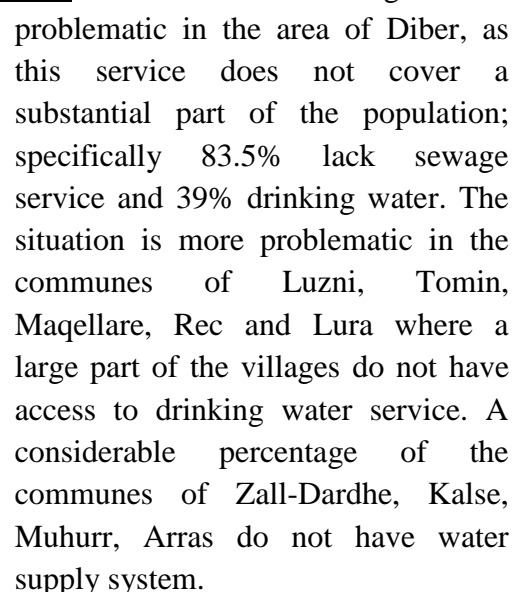 problematic in the area of Diber, as
this service does not cover a
substantial part of the population;
specifically 83.5% lack sewage
service and 39% drinking water. The
situation is more problematic in the
communes of Luzni, Tomin,
Maqellare, Rec and Lura where a
large part of the villages do not have
access to drinking water service. A
considerable percentage of the
communes of Zall-Dardhe, Kalse,
Muhurr, Arras do not have water
supply system.